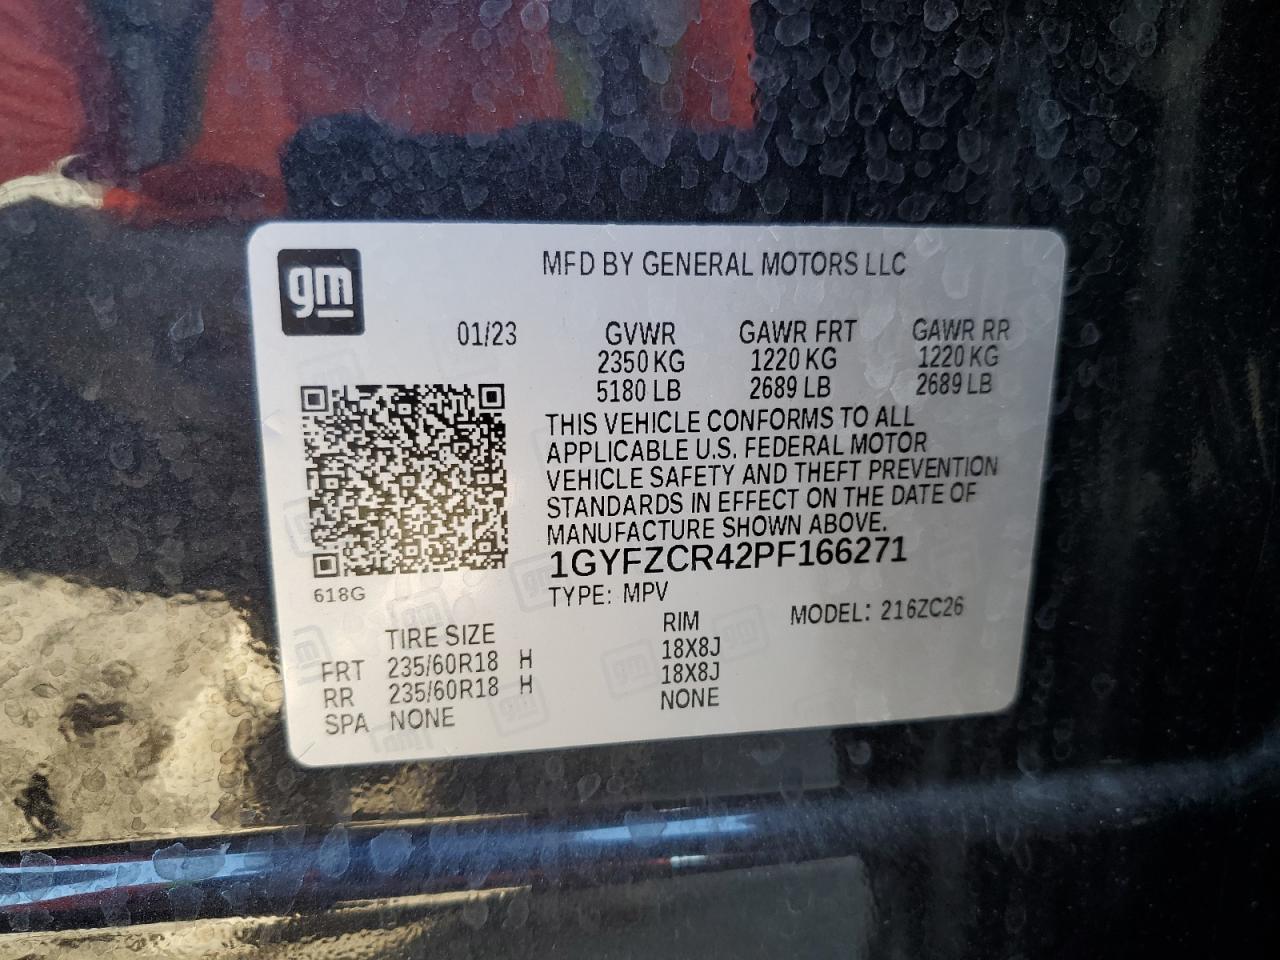 gm
MFD BY GENERAL MOTORS LLC
01/23 GVWR GAWR FRT GAWR RR
2350 KG 1220 KG 1220 KG
5180 LB 2689 LB 2689 LB
THIS VEHICLE CONFORMS TO ALL
APPLICABLE U.S. FEDERAL MOTOR
VEHICLE SAFETY AND THEFT PREVENTION
STANDARDS IN EFFECT ON THE DATE OF
MANUFACTURE SHOWN ABOVE.
1GYFZCR42PF166271
618G
TYPE: MPV
MODEL: 216ZC26
TIRE SIZE RIM
FRT 235/60R18 H 18X8J
RR 235/60R18 H 18X8J
SPA NONE NONE